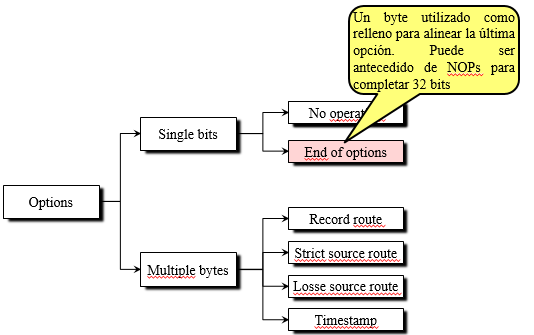 Un byte utilizado como
relleno para alinear la última
opción. Puede ser
antecedido de NOPs para
completar 32 bits
No
Single bits
End of options
Options
Record route
Strict source route
Multiple bytes
Losse source route
Timestamp